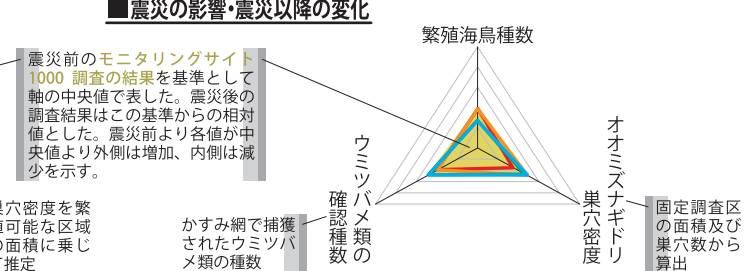 ■震災の影響・震災以降の変化
震災前のモニタリングサイト
1000 調査の結果を基準として
軸の中央値で表した。震災後の
調査結果はこの基準からの相対
値とした。震災前より各値が中
央値より外側は増加、内側は減
少を示す。
繁殖海鳥種数
オオミズナギドリ
巣穴密度
ウミツバメ類の
確認種数
巣穴密度を繁
殖可能な区域
の面積に乗じ
て推定
かすみ網で捕獲
されたウミツバ
メ類の種数
固定調査区
の面積及び
巣穴数から
算出